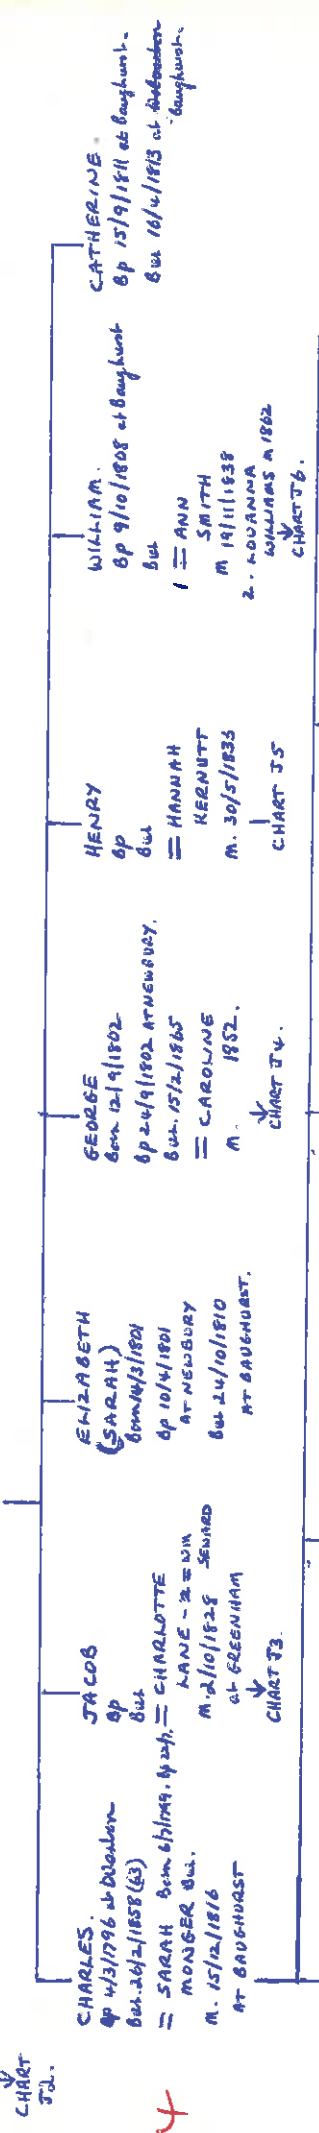 CHART
J2.
4
CHARLES.
Bp 4/3/1796 at
Bur. 26/2/1858 (63)
= SARAH Born 6/7/1799. Bp
MONGER Bur.
M. 15/12/1816
AT BAUGHURST
JACOB
Bp
Bur
= CHARLOTTE
LANE - 2 = WM
SEWARD
M. 2/10/1828
at GREENHAM
CHART J3.
ELIZABETH
(SARAH)
Born 14/3/1801
Bp 10/4/1801
AT NEWBURY
Bur 24/10/1810
AT BAUGHURST.
GEORGE
Born 12/9/1802
Bp 24/9/1802 AT NEWBURY.
Bur. 15/2/1865
= CAROLINE
M. 1852.
CHART J4.
HENRY
Bp
Bur
= HANNAH
KERNUTT
M. 30/5/1835
CHART J5
WILLIAM.
Bp 9/10/1808 at Baughurst
Bur
1 = ANN
SMITH
M 19/11/1838
2. LOUANNA
WILLIAMS M 1862
CHART J6.
CATHERINE.
Bp 15/9/1811 at Baughurst.
Bur 16/4/1813 at
Baughurst.